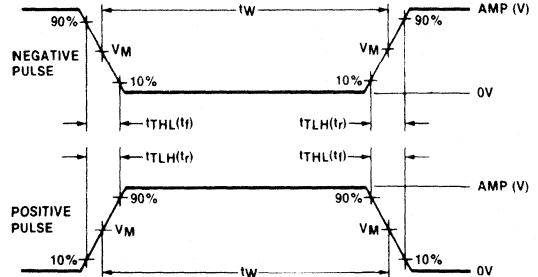 tW
90%
90%
AMP (V)
NEGATIVE
PULSE
VM
VM
10%
10%
0V
tTHL(tf)
tTLH(tr)
tTLH(tr)
tTHL(tf)
AMP (V)
90%
90%
POSITIVE
PULSE
VM
VM
10%
10%
0V
tW